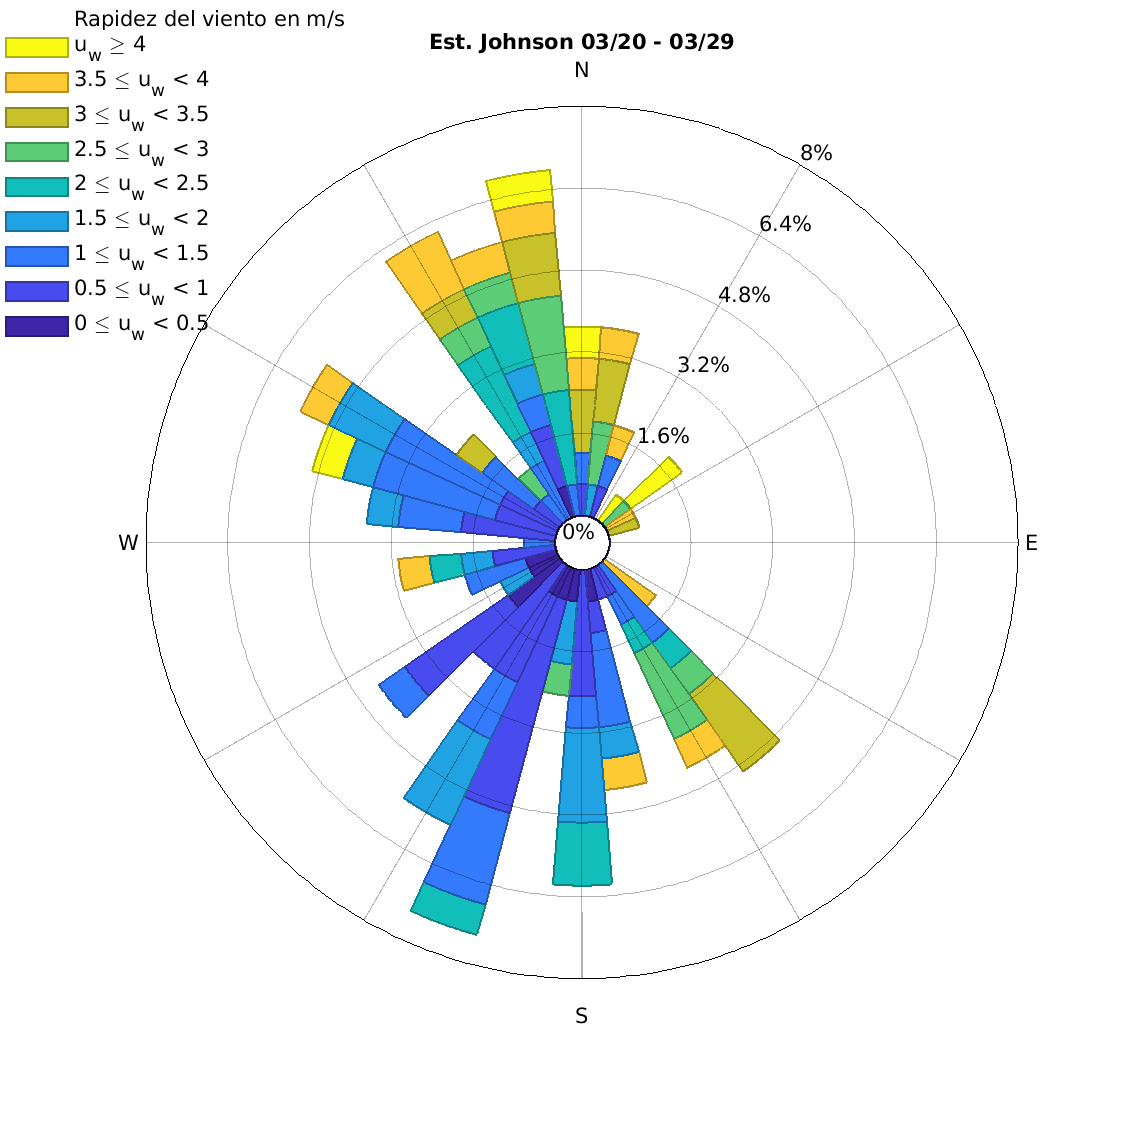 Rapidez del viento en m/s
u_w ≥ 4
3.5 ≤ u_w < 4
3 ≤ u_w < 3.5
2.5 ≤ u_w < 3
2 ≤ u_w < 2.5
1.5 ≤ u_w < 2
1 ≤ u_w < 1.5
0.5 ≤ u_w < 1
0 ≤ u_w < 0.5
Est. Johnson 03/20 - 03/29
N
8%
6.4%
4.8%
3.2%
1.6%
0%
W
E
S